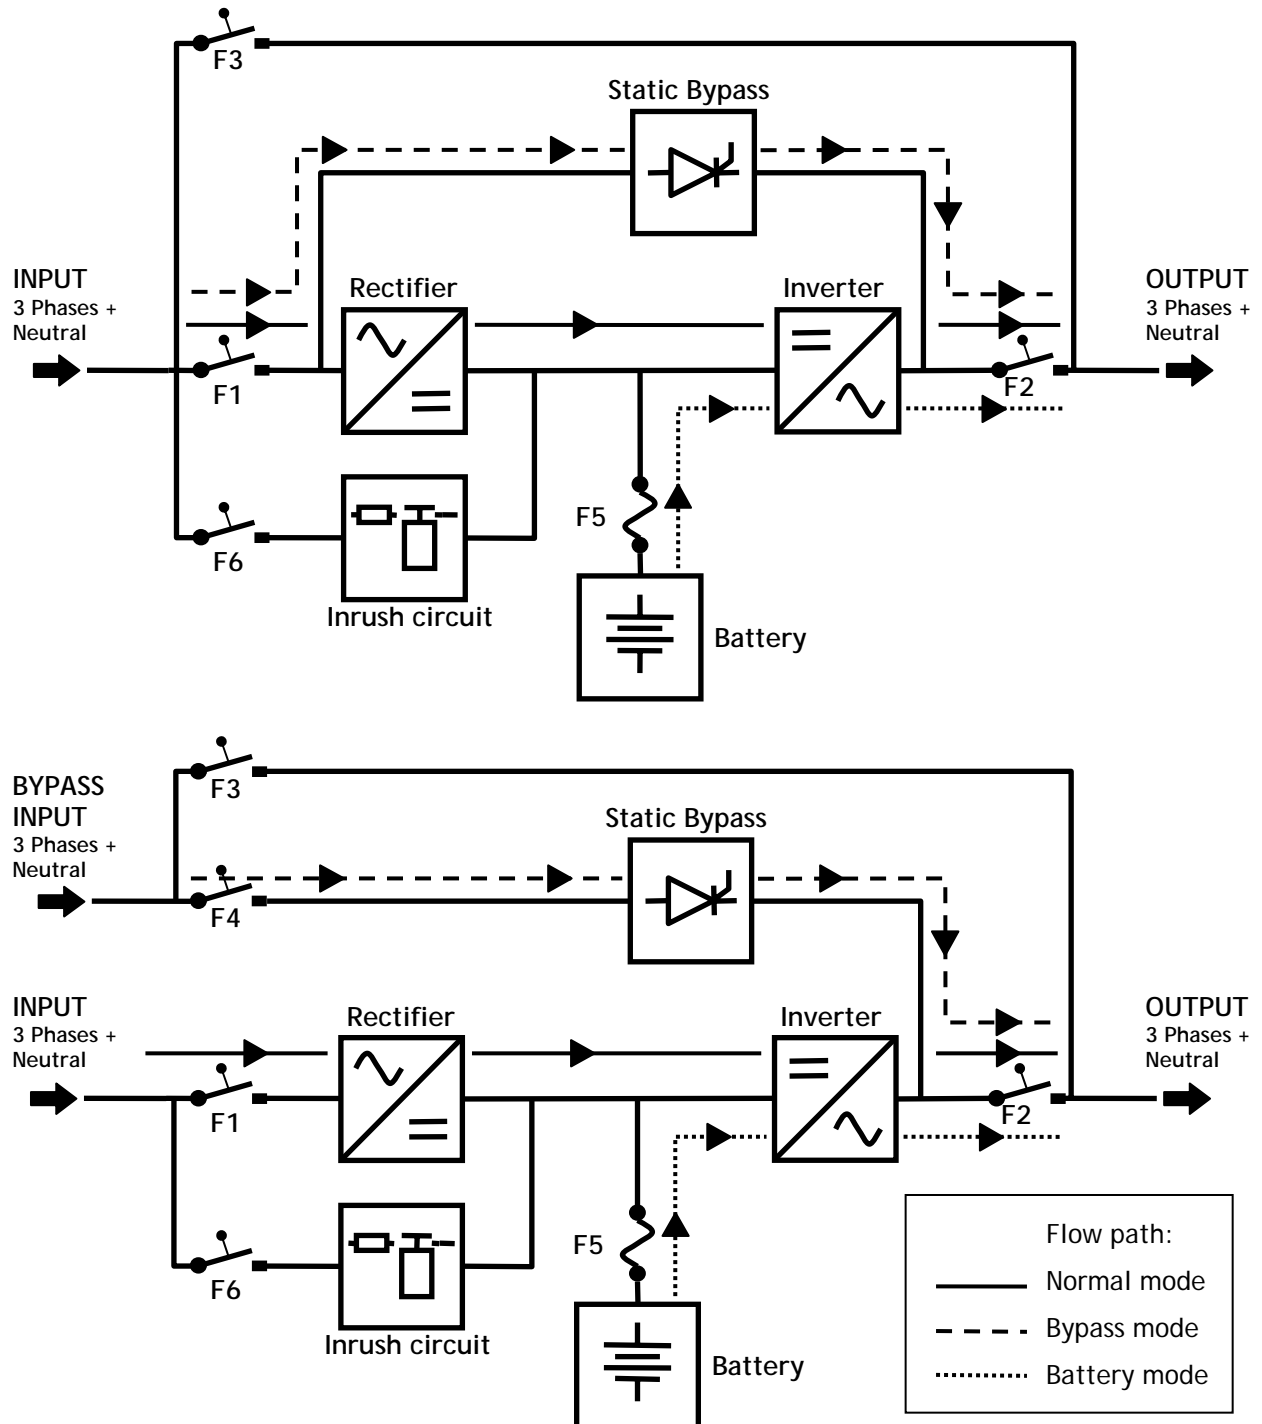 F3
Static Bypass
INPUT
3 Phases +
Neutral
Rectifier
Inverter
OUTPUT
3 Phases +
Neutral
F1
F2
F5
F6
Inrush circuit
Battery
F3
BYPASS
INPUT
3 Phases +
Neutral
Static Bypass
F4
INPUT
3 Phases +
Neutral
Rectifier
Inverter
OUTPUT
3 Phases +
Neutral
F1
F2
F5
F6
Inrush circuit
Battery
Flow path:
Normal mode
Bypass mode
Battery mode